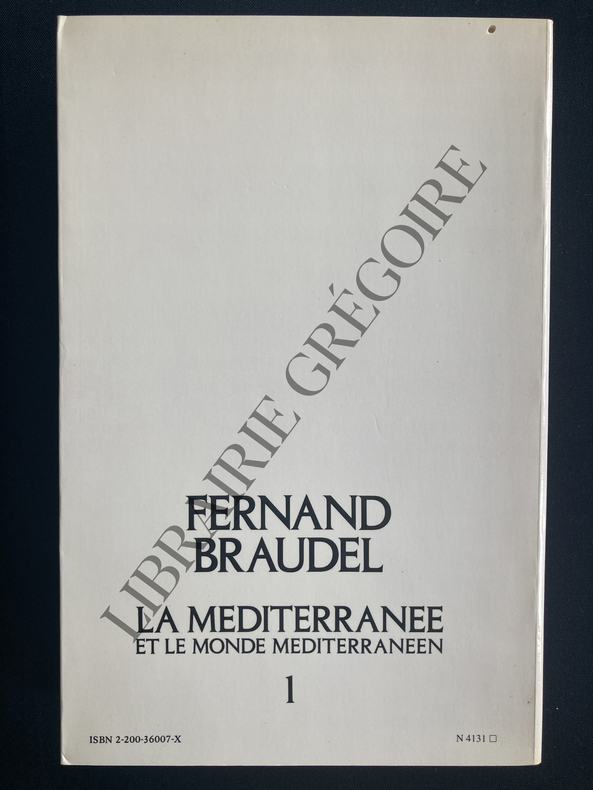 LIBRAIRIE GRÉGOIRE
FERNAND
BRAUDEL
LA MEDITERRANEE
ET LE MONDE MEDITERRANEEN
1
ISBN 2-200-36007-X
N 4131 □